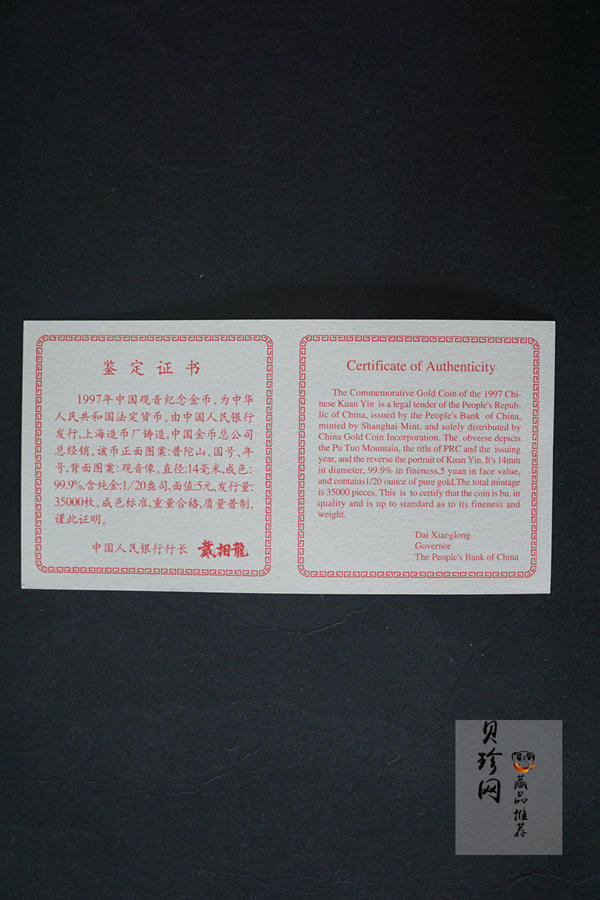 鉴定证书
1997年中国观音纪念金币,为中华
人民共和国法定货币。由中国人民银行
发行,上海造币厂铸造,中国金币总公司
总经销。该币正面图案:普陀山、国号、年
号,背面图案:观音像。直径:14毫米,成色:
99.9%,含纯金:1/20盎司,面值:5元,发行量:
35000枚。成色标准,重量合格,质量普制,
谨此证明。
中国人民银行行长 戴相龍
Certificate of Authenticity
The Commemorative Gold Coin of the 1997 Chi-
nese Kuan Yin is a legal tender of the People's Repub-
lic of China, issued by the People's Bank of China,
minted by Shanghai Mint, and solely distributed by
China Gold Coin Incorporation. The obverse depicts
the Pu Tuo Mountain, the title of PRC and the issuing
year, and the reverse the portrait of Kuan Yin. It's 14mm
in diameter, 99.9% in fineness,5 yuan in face value,
and contains1/20 ounce of pure gold.The total mintage
is 35000 pieces. This is to certify that the coin is bu. in
quality and is up to standard as to its fineness and
weight.
Dai Xianglong
Governor
The People's Bank of China
贝珍网
藏品推荐